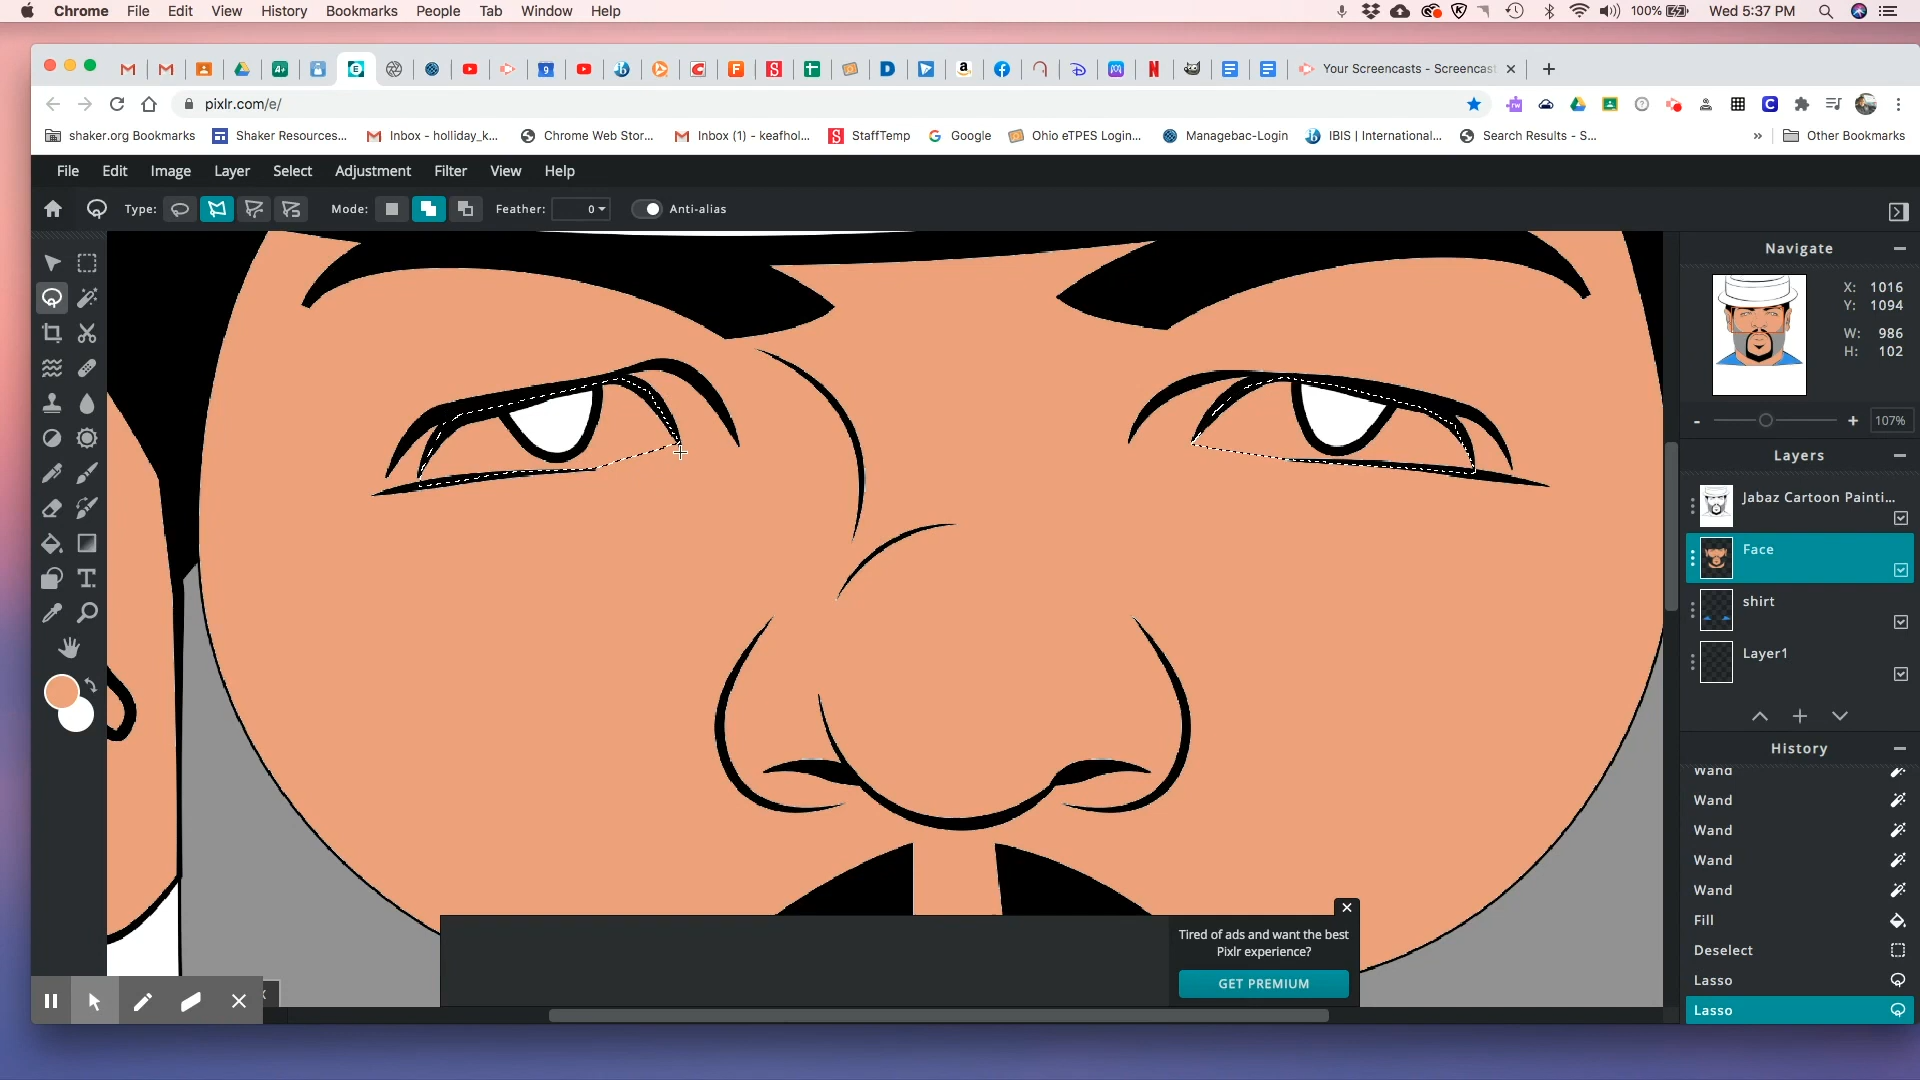 Chrome File Edit View History Bookmarks People Tab Window Help 100% Wed 5:37 PM
Your Screencasts - Screencast
pixlr.com/e/
shaker.org Bookmarks Shaker Resources... Inbox - holliday_k... Chrome Web Stor... Inbox (1) - keafhol... StaffTemp Google Ohio eTPES Login... Managebac-Login IBIS | International... Search Results - S... » Other Bookmarks
File Edit Image Layer Select Adjustment Filter View Help
Type: Mode: Feather: 0 Anti-alias
Navigate
X: 1016
Y: 1094
W: 986
H: 102
- + 107%
Layers
Jabaz Cartoon Painti...
Face
shirt
Layer1
History
Wand
Wand
Wand
Wand
Wand
Fill
Deselect
Lasso
Lasso
Tired of ads and want the best
Pixlr experience?
GET PREMIUM